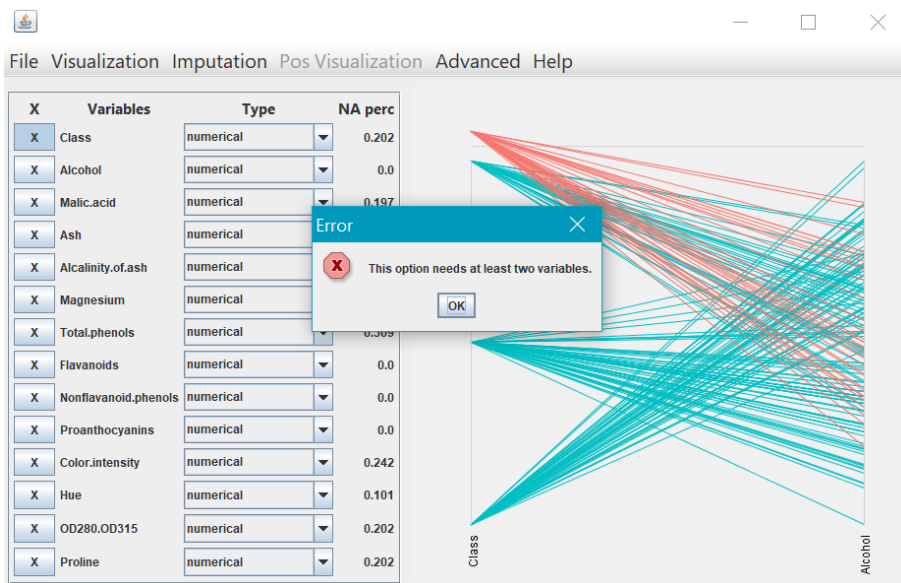 File Visualization Imputation Pos Visualization Advanced Help
X Variables Type NA perc
X Class numerical 0.202
X Alcohol numerical 0.0
X Malic.acid numerical 0.197
X Ash numerical
X Alcalinity.of.ash numerical
X Magnesium numerical
X Total.phenols numerical 0.369
X Flavanoids numerical 0.0
X Nonflavanoid.phenols numerical 0.0
X Proanthocyanins numerical 0.0
X Color.intensity numerical 0.242
X Hue numerical 0.101
X OD280.OD315 numerical 0.202
X Proline numerical 0.202
Error
This option needs at least two variables.
OK
Class
Alcohol